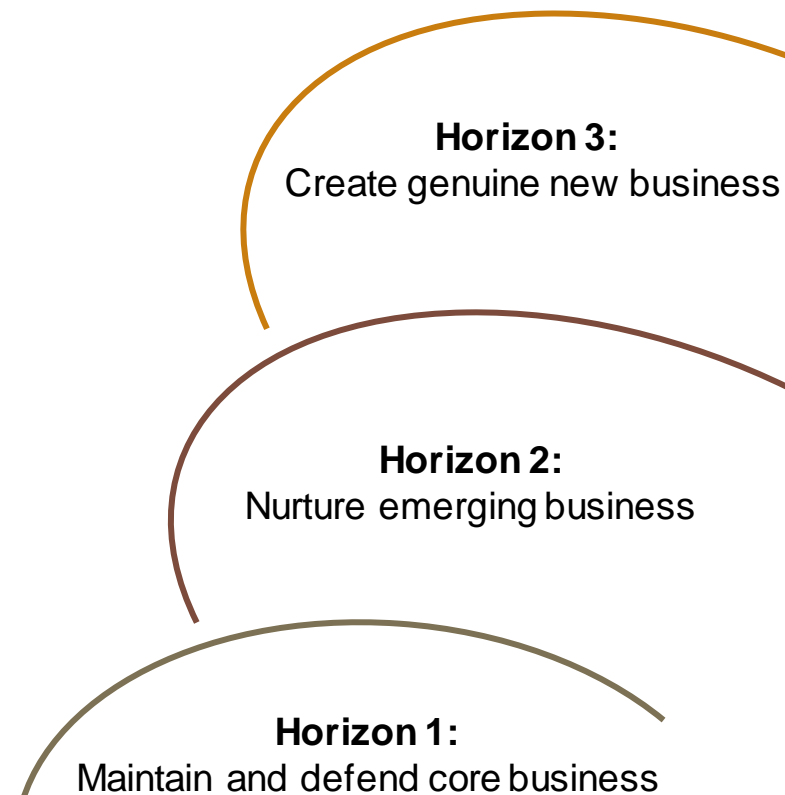 Horizon 3:
Create genuine new business
Horizon 2:
Nurture emerging business
Horizon 1:
Maintain and defend core business